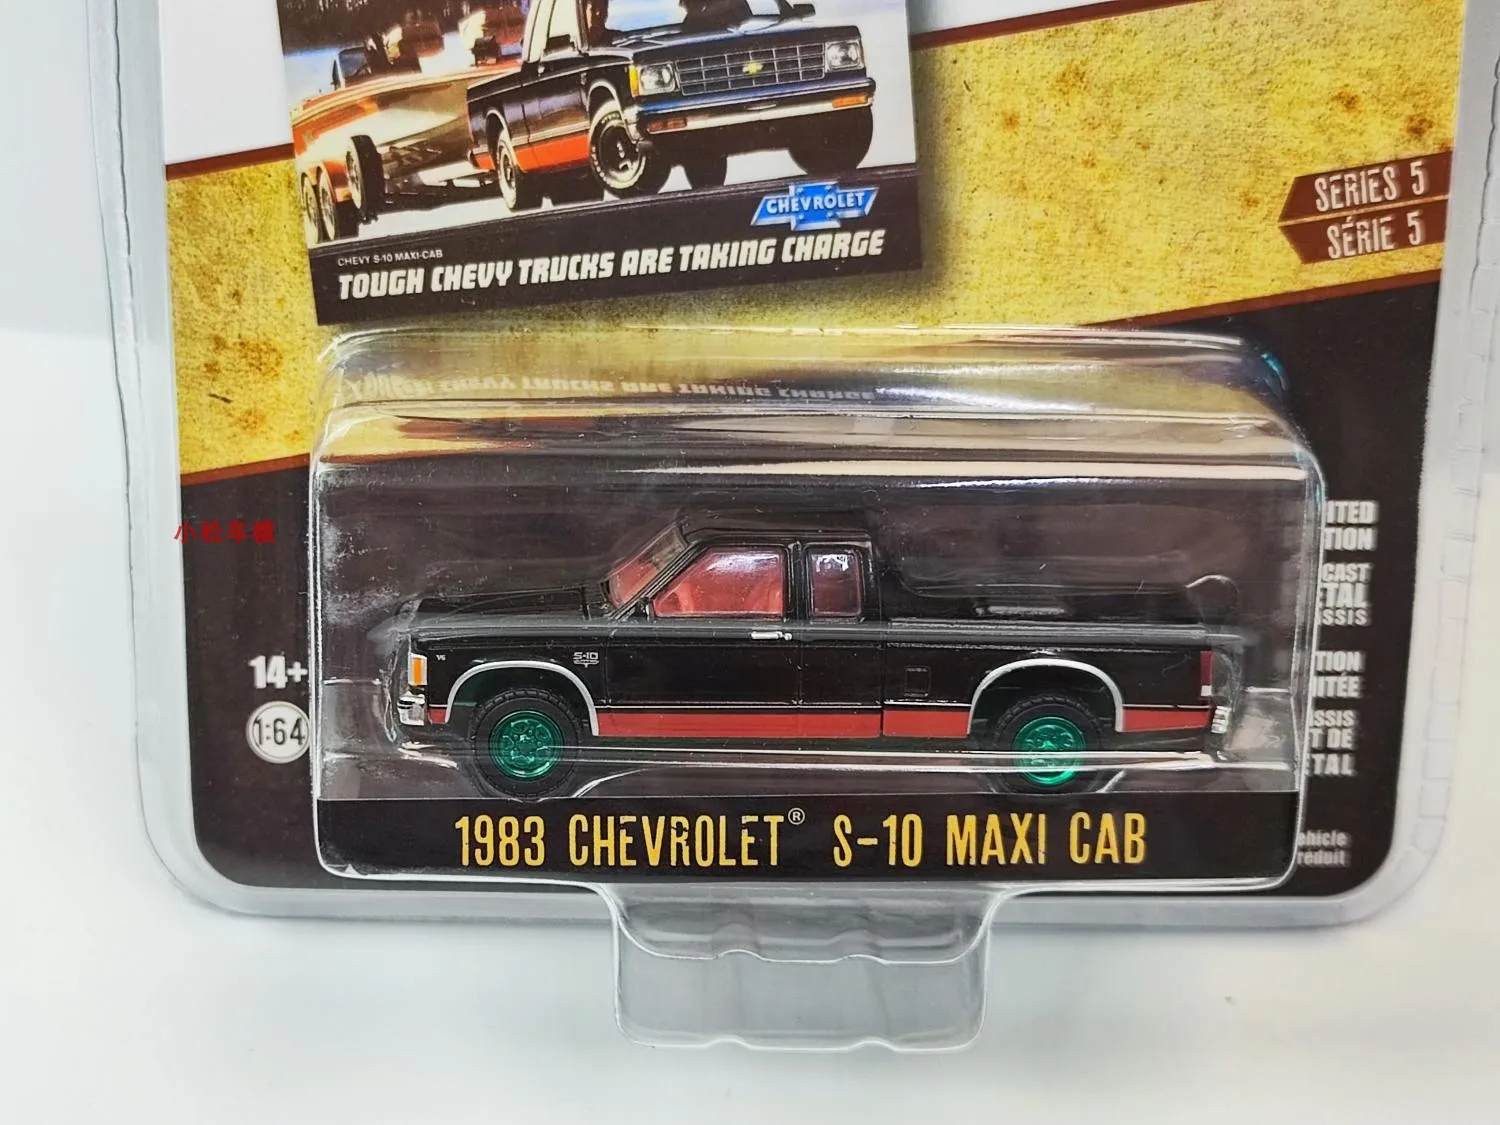 CHEVROLET
CHEVY S-10 MAXI-CAB
TOUGH CHEVY TRUCKS ARE TAKING CHARGE
SERIES 5
SÉRIE 5
小松车模
14+
1:64
V6
S-10
1983 CHEVROLET® S-10 MAXI CAB